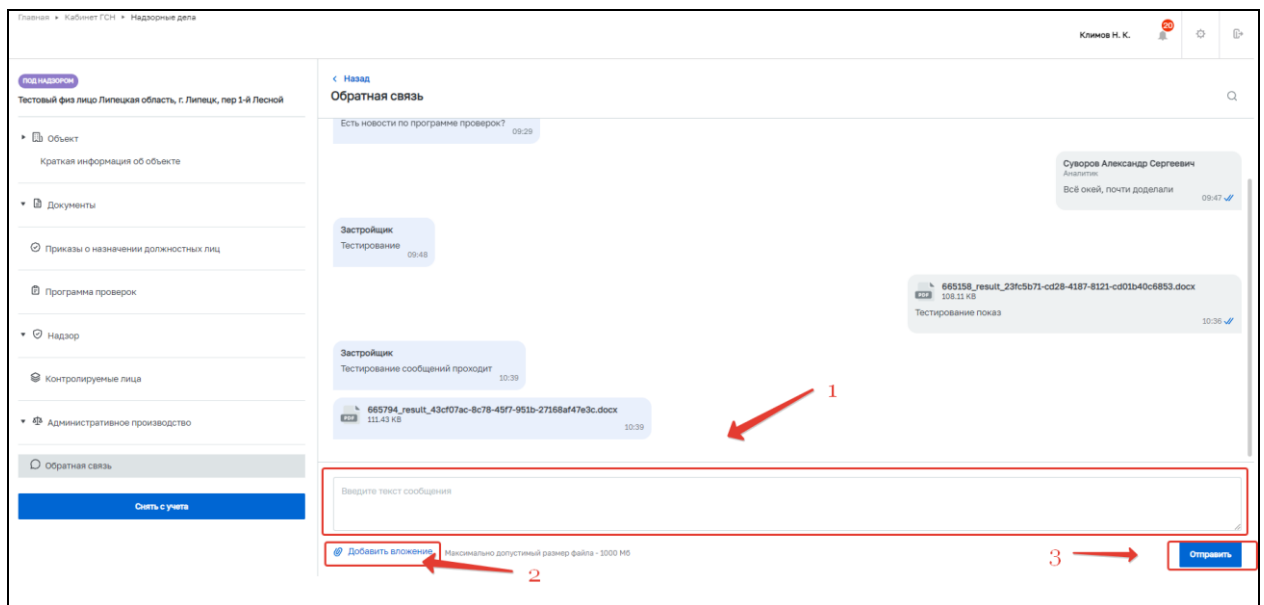 Главная ▸ Кабинет ГСН ▸ Надзорные дела
Климов Н. К.
20
ПОД НАДЗОРОМ
Тестовый физ лицо Липецкая область, г. Липецк, пер 1-й Лесной
Объект
Краткая информация об объекте
Документы
Приказы о назначении должностных лиц
Программа проверок
Надзор
Контролируемые лица
Административное производство
Обратная связь
Снять с учета
Назад
Обратная связь
Есть новости по программе проверок?
09:29
Суворов Александр Сергеевич
Аналитик
Всё окей, почти доделали
09:47
Застройщик
Тестирование
09:48
665158_result_23fc5b71-cd28-4187-8121-cd01b40c6853.docx
PDF 108.11 KB
Тестирование показ
10:36
Застройщик
Тестирование сообщений проходит
10:39
665794_result_43cf07ac-8c78-45f7-951b-27168af47e3c.docx
PDF 111.43 KB
10:39
1
Введите текст сообщения
Добавить вложение Максимально допустимый размер файла - 1000 Мб
2
3
Отправить